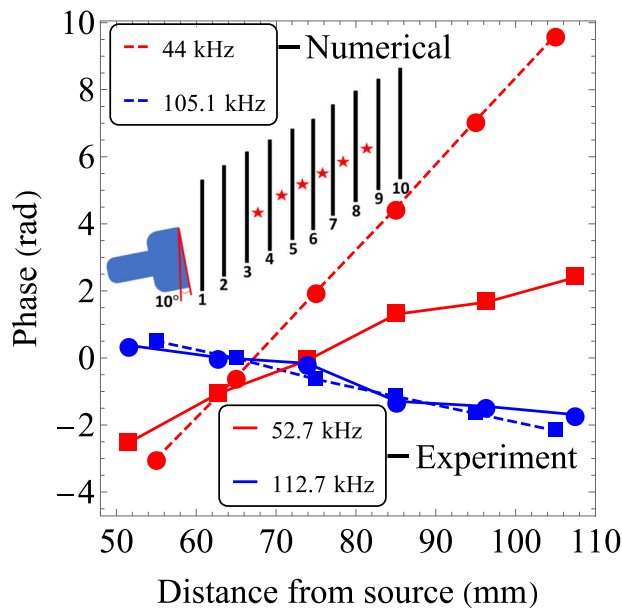 10
8
6
4
2
0
−2
−4
Phase (rad)
44 kHz
105.1 kHz
Numerical
10°
1
2
3
4
5
6
7
8
9
10
52.7 kHz
112.7 kHz
Experiment
50 60 70 80 90 100 110
Distance from source (mm)